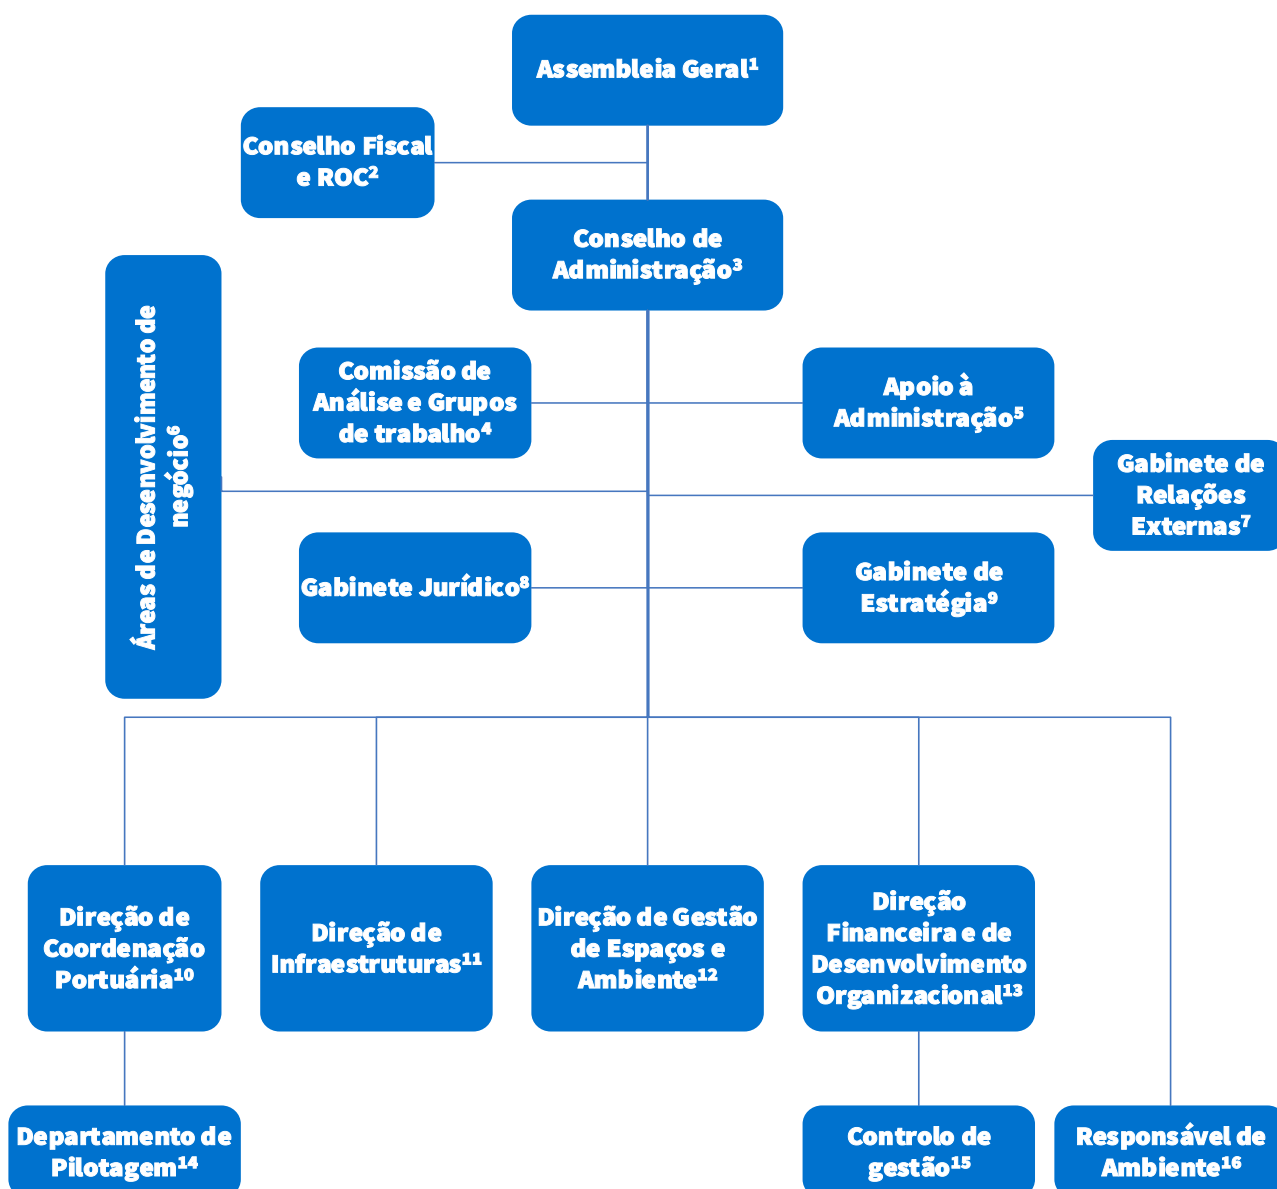 Assembleia Geral¹
Conselho Fiscal
e ROC²
Conselho de
Administração³
Áreas de Desenvolvimento de
negócio⁶
Comissão de
Análise e Grupos
de trabalho⁴
Apoio à
Administração⁵
Gabinete de
Relações
Externas⁷
Gabinete Jurídico⁸
Gabinete de
Estratégia⁹
Direção de
Coordenação
Portuária¹⁰
Direção de
Infraestruturas¹¹
Direção de Gestão
de Espaços e
Ambiente¹²
Direção
Financeira e de
Desenvolvimento
Organizacional¹³
Departamento de
Pilotagem¹⁴
Controlo de
gestão¹⁵
Responsável de
Ambiente¹⁶